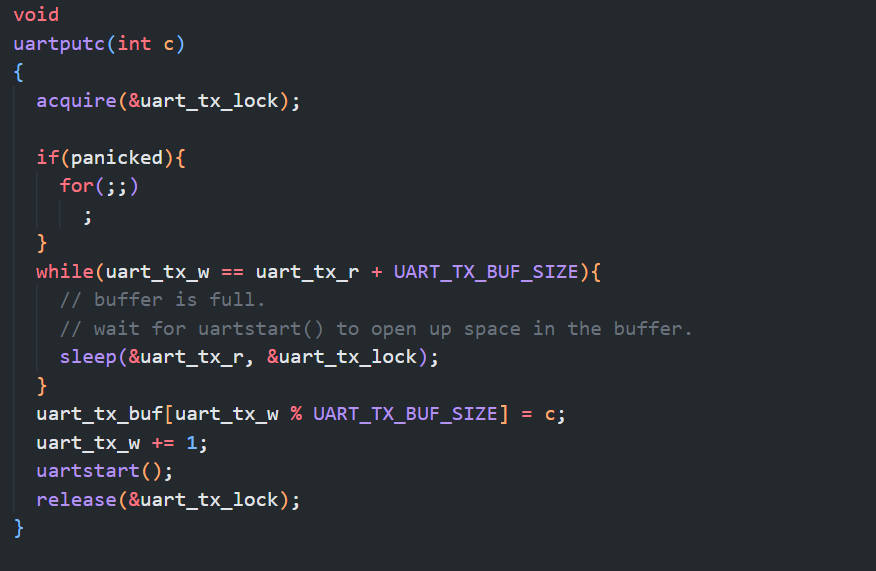 void
uartputc(int c)
{
  acquire(&uart_tx_lock);

  if(panicked){
    for(;;)
      ;
  }
  while(uart_tx_w == uart_tx_r + UART_TX_BUF_SIZE){
    // buffer is full.
    // wait for uartstart() to open up space in the buffer.
    sleep(&uart_tx_r, &uart_tx_lock);
  }
  uart_tx_buf[uart_tx_w % UART_TX_BUF_SIZE] = c;
  uart_tx_w += 1;
  uartstart();
  release(&uart_tx_lock);
}